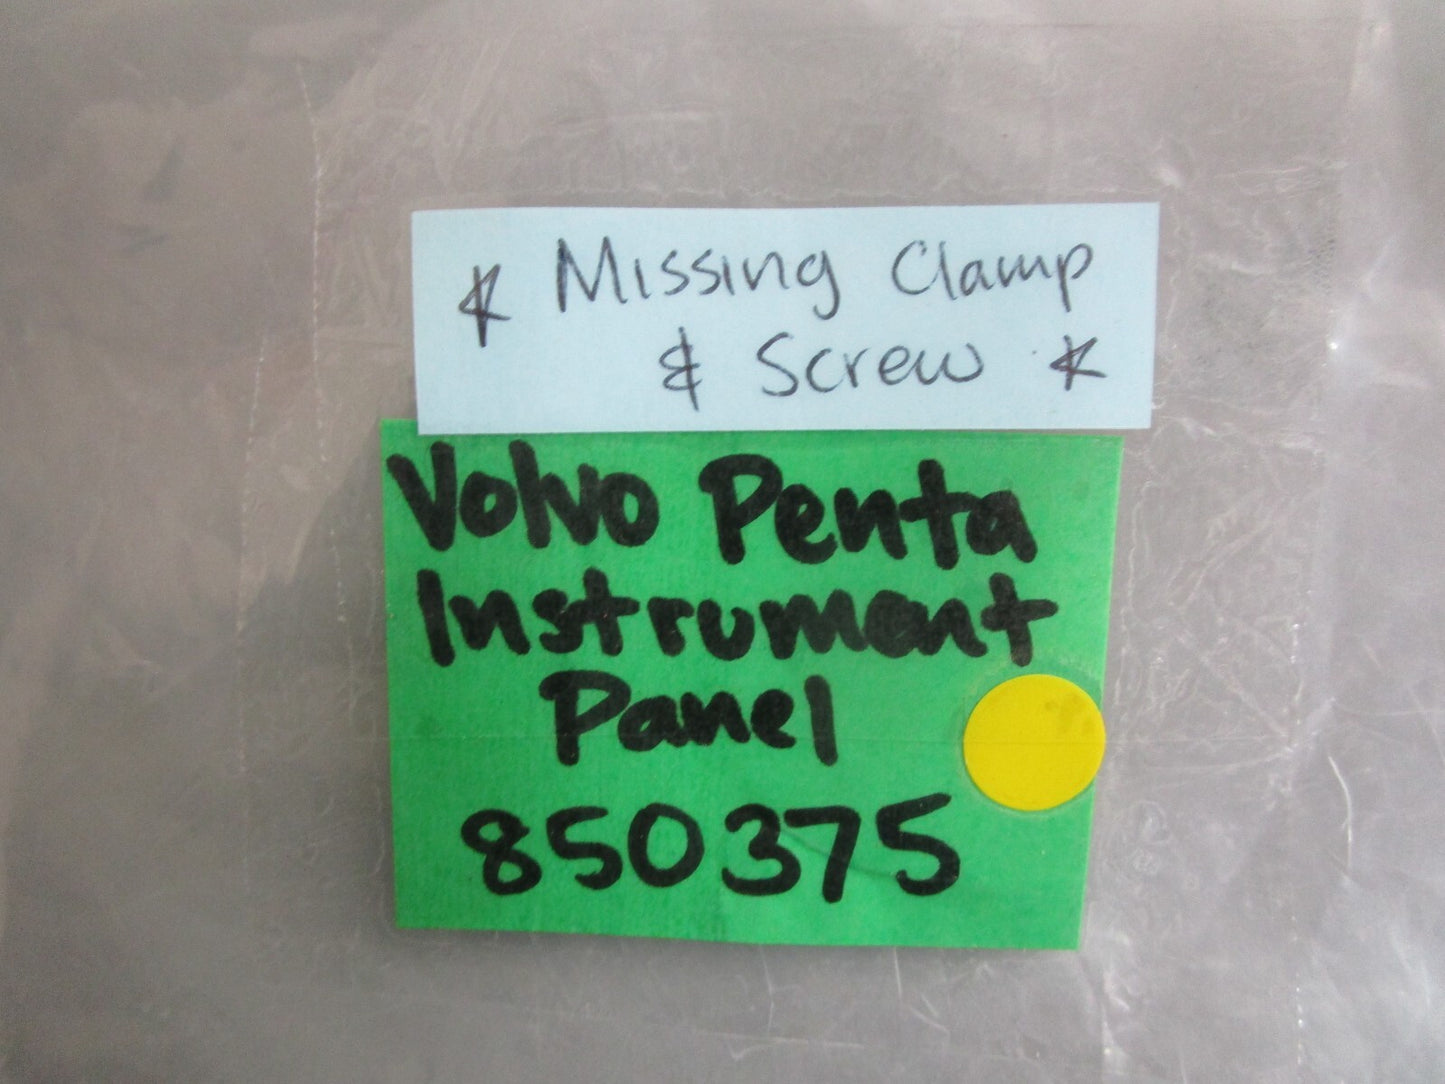 * Missing Clamp
& Screw *
Volvo Penta
Instrument
Panel
850375